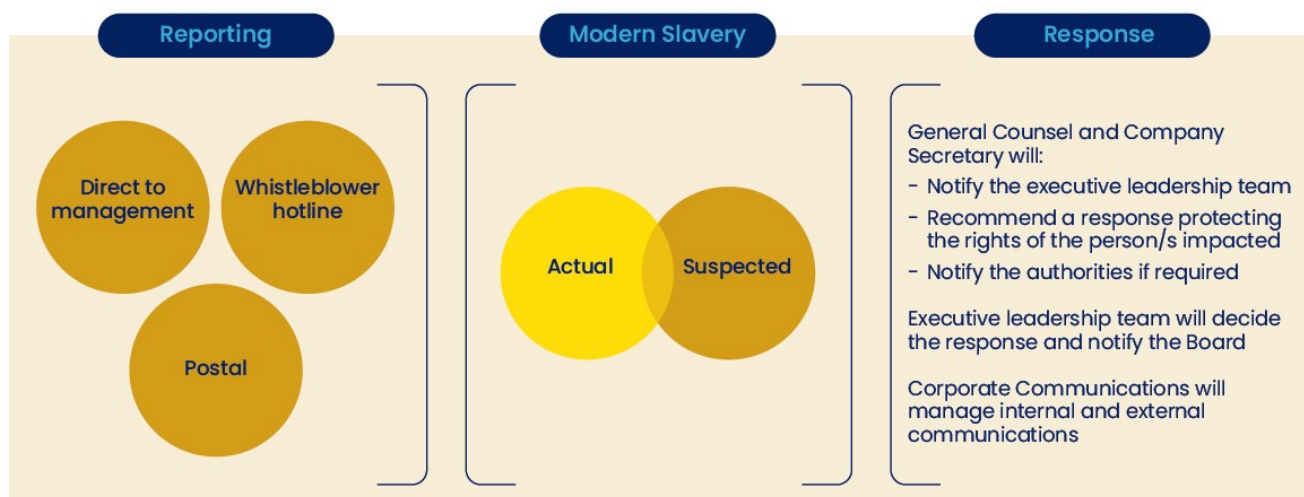 Reporting
Direct to
management
Whistleblower
hotline
Postal
Modern Slavery
Actual
Suspected
Response
General Counsel and Company
Secretary will:
- Notify the executive leadership team
- Recommend a response protecting
the rights of the person/s impacted
- Notify the authorities if required
Executive leadership team will decide
the response and notify the Board
Corporate Communications will
manage internal and external
communications